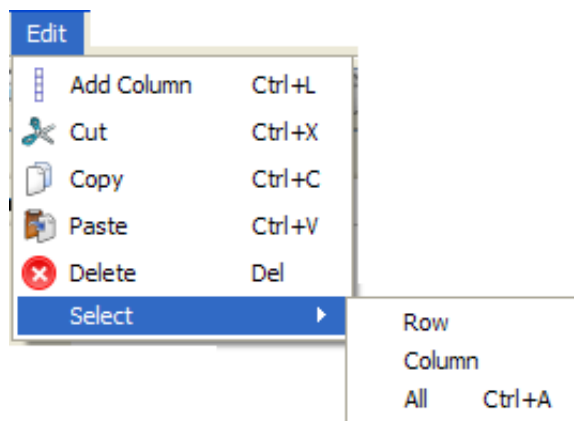 Edit
Add Column Ctrl+L
Cut Ctrl+X
Copy Ctrl+C
Paste Ctrl+V
Delete Del
Select
Row
Column
All Ctrl+A